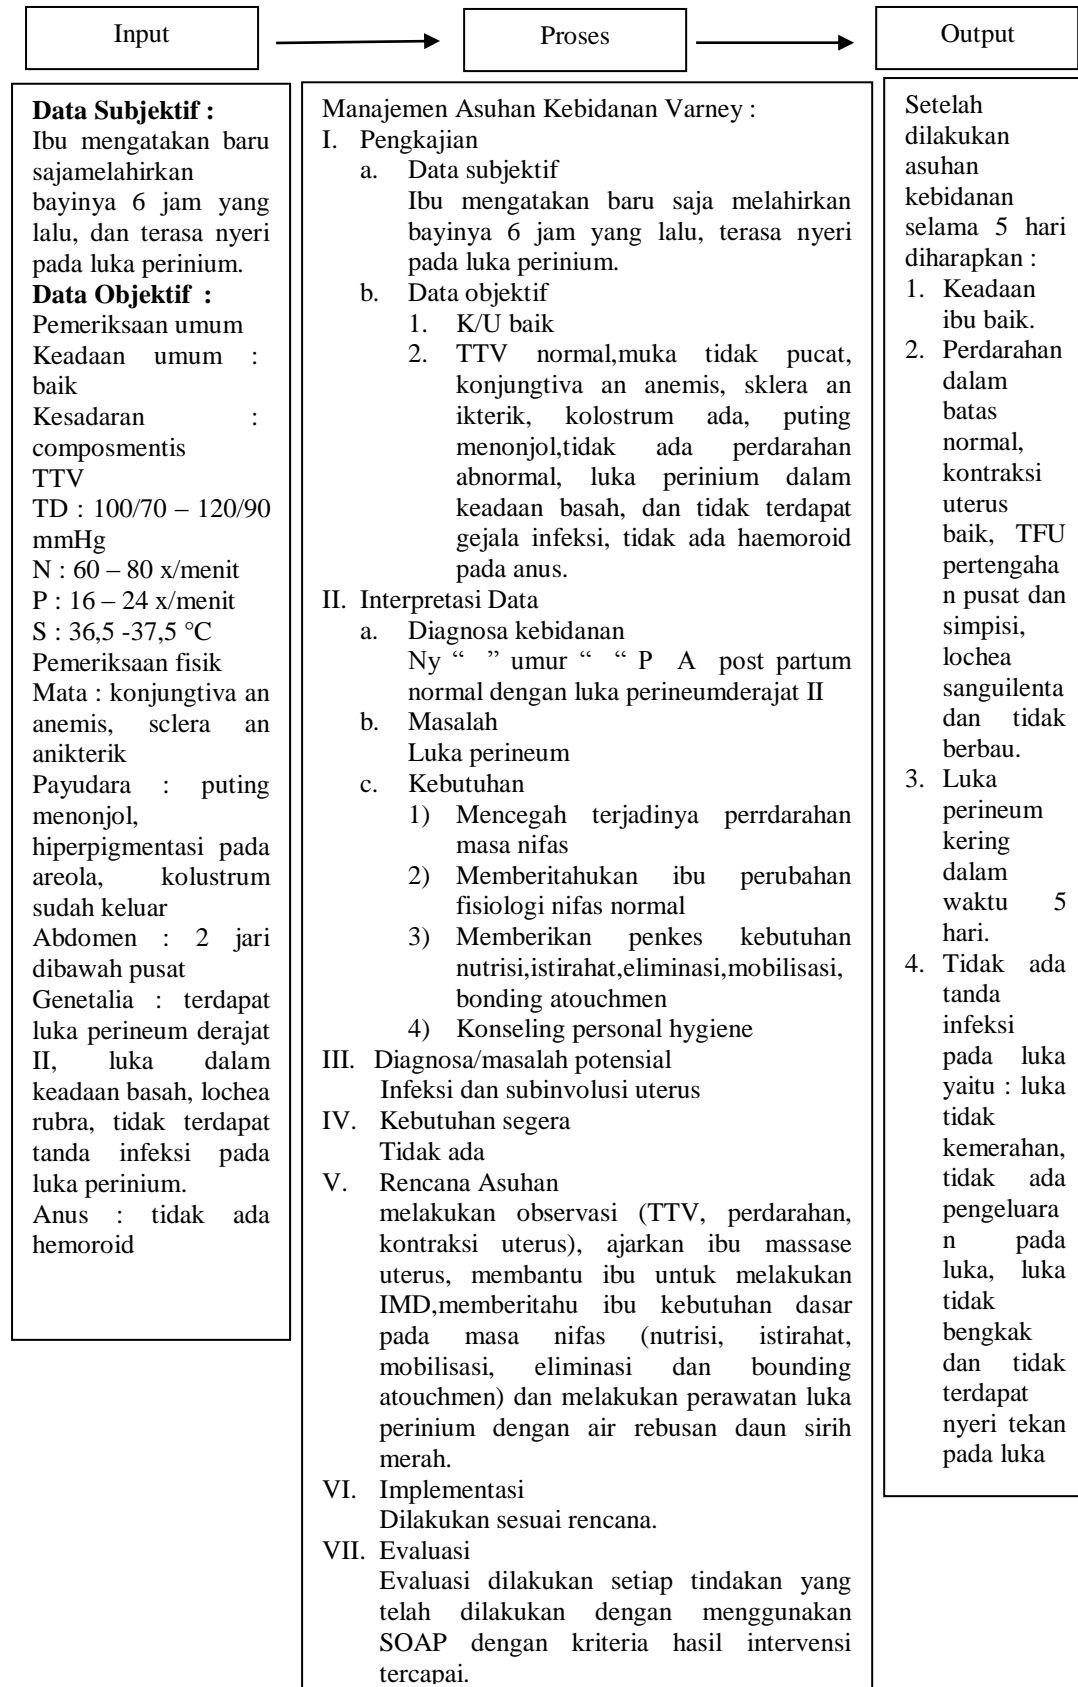 Input
Proses
Output
Data Subjektif :
Ibu mengatakan baru
sajamelahirkan
bayinya 6 jam yang
lalu, dan terasa nyeri
pada luka perinium.
Data Objektif :
Pemeriksaan umum
Keadaan umum :
baik
Kesadaran :
composmentis
TTV
TD : 100/70 – 120/90
mmHg
N : 60 – 80 x/menit
P : 16 – 24 x/menit
S : 36,5 -37,5 °C
Pemeriksaan fisik
Mata : konjungtiva an
anemis, sclera an
anikterik
Payudara : puting
menonjol,
hiperpigmentasi pada
areola, kolustrum
sudah keluar
Abdomen : 2 jari
dibawah pusat
Genetalia : terdapat
luka perineum derajat
II, luka dalam
keadaan basah, lochea
rubra, tidak terdapat
tanda infeksi pada
luka perinium.
Anus : tidak ada
hemoroid
Manajemen Asuhan Kebidanan Varney :
I. Pengkajian
a. Data subjektif
Ibu mengatakan baru saja melahirkan
bayinya 6 jam yang lalu, terasa nyeri
pada luka perinium.
b. Data objektif
1. K/U baik
2. TTV normal,muka tidak pucat,
konjungtiva an anemis, sklera an
ikterik, kolostrum ada, puting
menonjol,tidak ada perdarahan
abnormal, luka perinium dalam
keadaan basah, dan tidak terdapat
gejala infeksi, tidak ada haemoroid
pada anus.
II. Interpretasi Data
a. Diagnosa kebidanan
Ny “ ” umur “ “ P A post partum
normal dengan luka perineumderajat II
b. Masalah
Luka perineum
c. Kebutuhan
1) Mencegah terjadinya perrdarahan
masa nifas
2) Memberitahukan ibu perubahan
fisiologi nifas normal
3) Memberikan penkes kebutuhan
nutrisi,istirahat,eliminasi,mobilisasi,
bonding atouchmen
4) Konseling personal hygiene
III. Diagnosa/masalah potensial
Infeksi dan subinvolusi uterus
IV. Kebutuhan segera
Tidak ada
V. Rencana Asuhan
melakukan observasi (TTV, perdarahan,
kontraksi uterus), ajarkan ibu massase
uterus, membantu ibu untuk melakukan
IMD,memberitahu ibu kebutuhan dasar
pada masa nifas (nutrisi, istirahat,
mobilisasi, eliminasi dan bounding
atouchmen) dan melakukan perawatan luka
perinium dengan air rebusan daun sirih
merah.
VI. Implementasi
Dilakukan sesuai rencana.
VII. Evaluasi
Evaluasi dilakukan setiap tindakan yang
telah dilakukan dengan menggunakan
SOAP dengan kriteria hasil intervensi
tercapai.
Setelah
dilakukan
asuhan
kebidanan
selama 5 hari
diharapkan :
1. Keadaan
ibu baik.
2. Perdarahan
dalam
batas
normal,
kontraksi
uterus
baik, TFU
pertengaha
n pusat dan
simpisi,
lochea
sanguilenta
dan tidak
berbau.
3. Luka
perineum
kering
dalam
waktu 5
hari.
4. Tidak ada
tanda
infeksi
pada luka
yaitu : luka
tidak
kemerahan,
tidak ada
pengeluara
n pada
luka, luka
tidak
bengkak
dan tidak
terdapat
nyeri tekan
pada luka